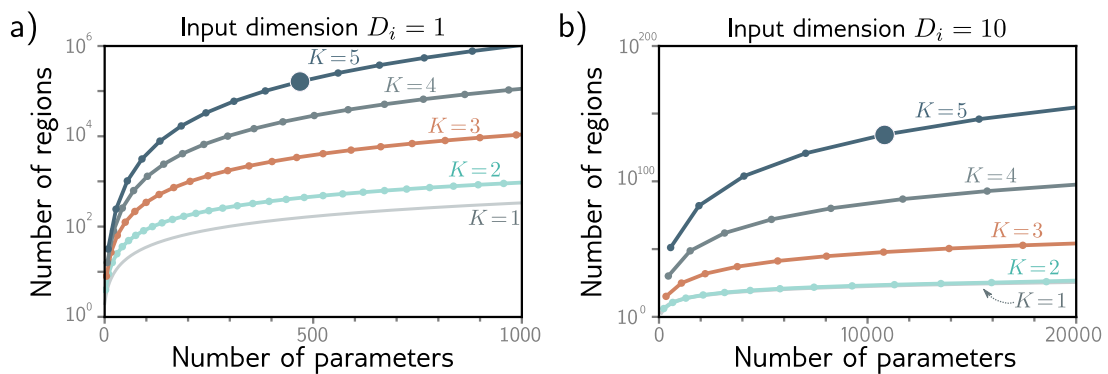 a) Input dimension $D_i = 1$
10^6
10^4
10^2
10^0
Number of regions
K=5
K=4
K=3
K=2
K=1
0 500 1000
Number of parameters
b) Input dimension $D_i = 10$
10^200
10^100
10^0
Number of regions
K=5
K=4
K=3
K=2
K=1
0 10000 20000
Number of parameters